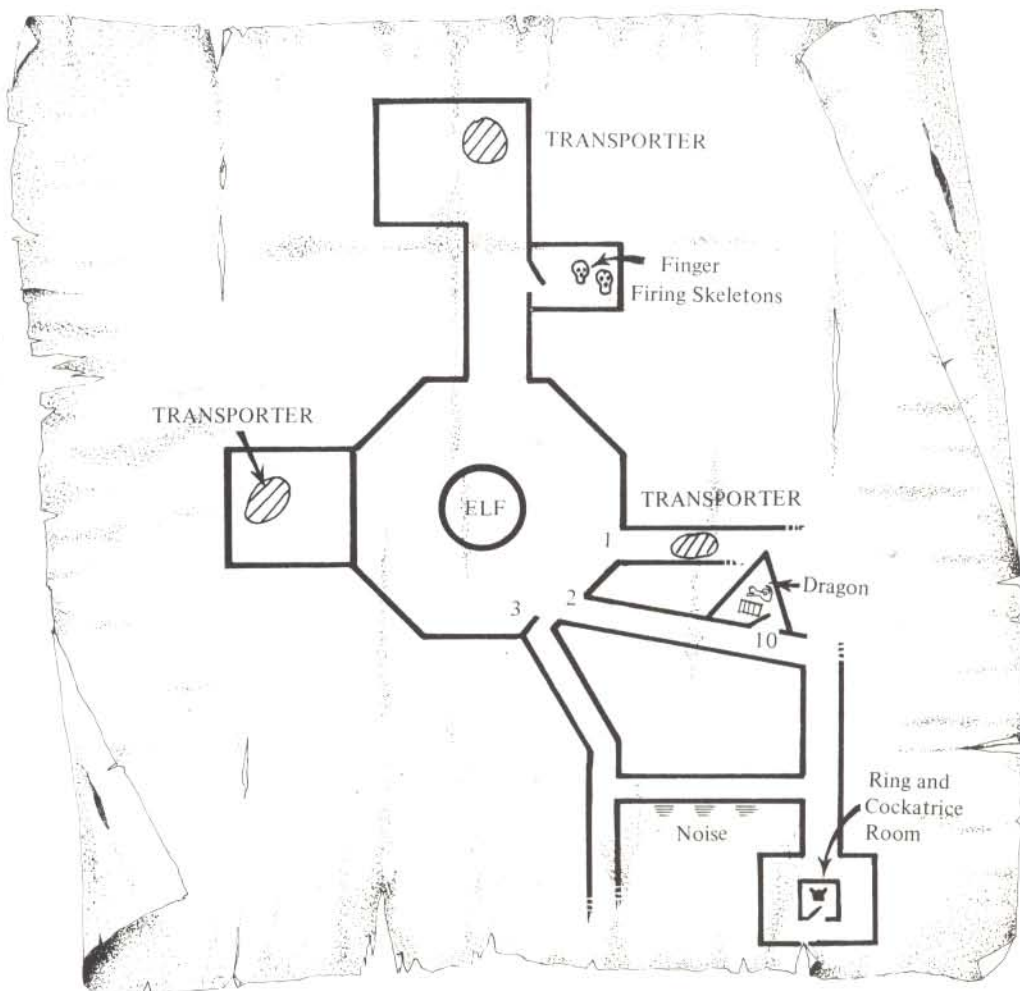 TRANSPORTER
Finger
Firing Skeletons
TRANSPORTER
ELF
TRANSPORTER
1
2
3
Dragon
10
Ring and
Cockatrice
Room
Noise